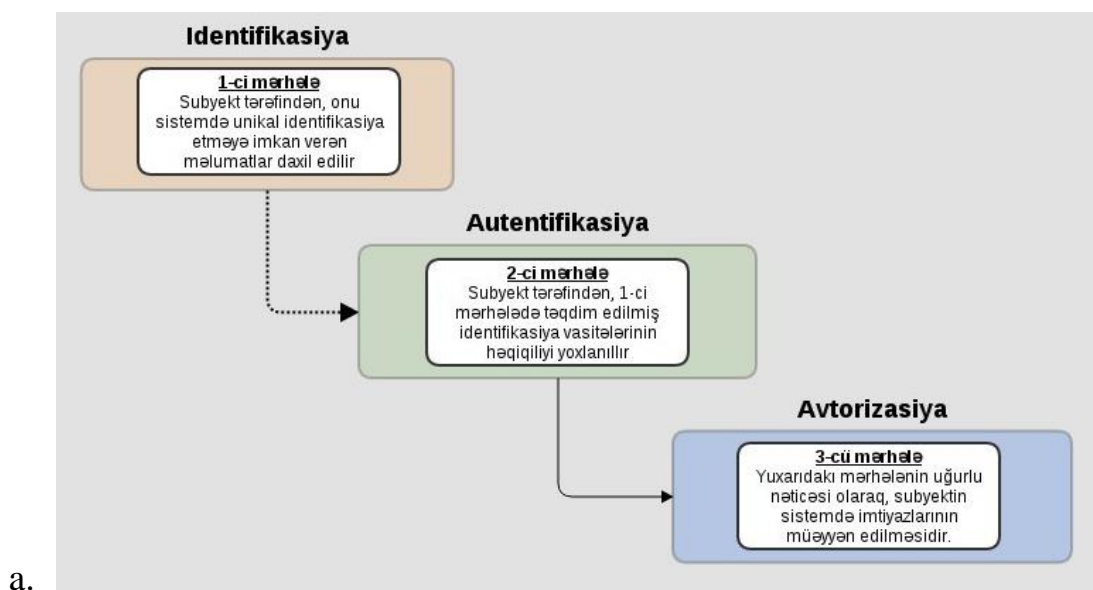 Identifikasiya
1-ci mərhələ
Subyekt tərəfindən, onu
sistemdə unikal identifikasiya
etməyə imkan verən
məlumatlar daxil edilir
Autentifikasiya
2-ci mərhələ
Subyekt tərəfindən, 1-ci
mərhələdə təqdim edilmiş
identifikasiya vasitələrinin
həqiqiliyi yoxlanıllır
Avtorizasiya
3-cü mərhələ
Yuxarıdakı mərhələnin uğurlu
nəticəsi olaraq, subyektin
sistemdə imtiyazlarının
müəyyən edilməsidir.
a.